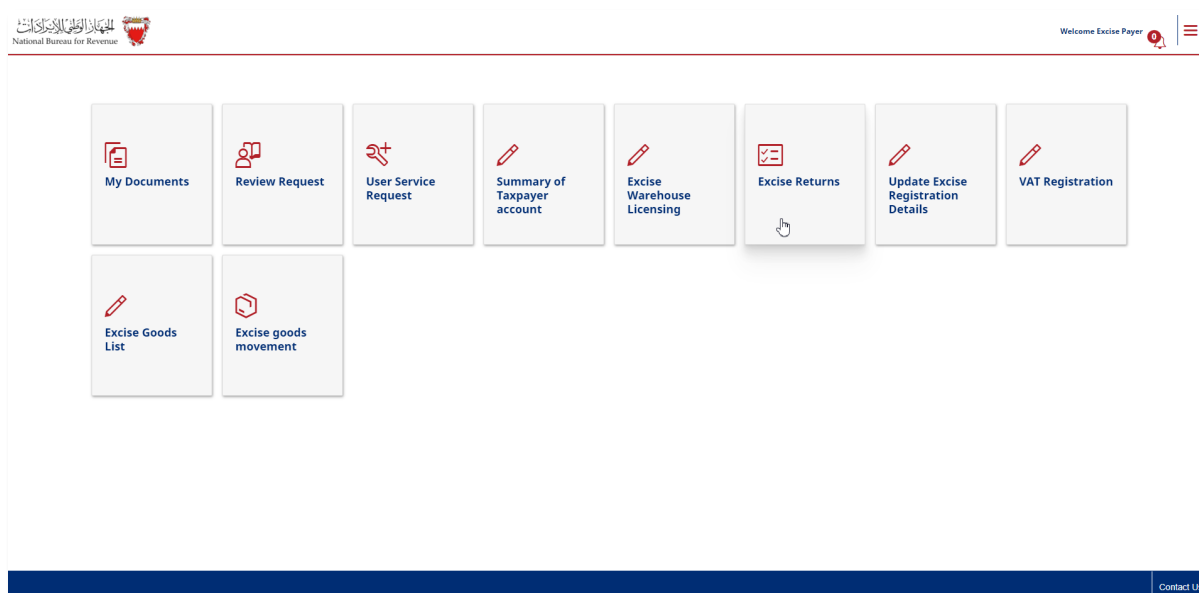 الجهاز الوطني للإيرادات
National Bureau for Revenue
Welcome Excise Payer
0
My Documents
Review Request
User Service
Request
Summary of
Taxpayer
account
Excise
Warehouse
Licensing
Excise Returns
Update Excise
Registration
Details
VAT Registration
Excise Goods
List
Excise goods
movement
Contact U